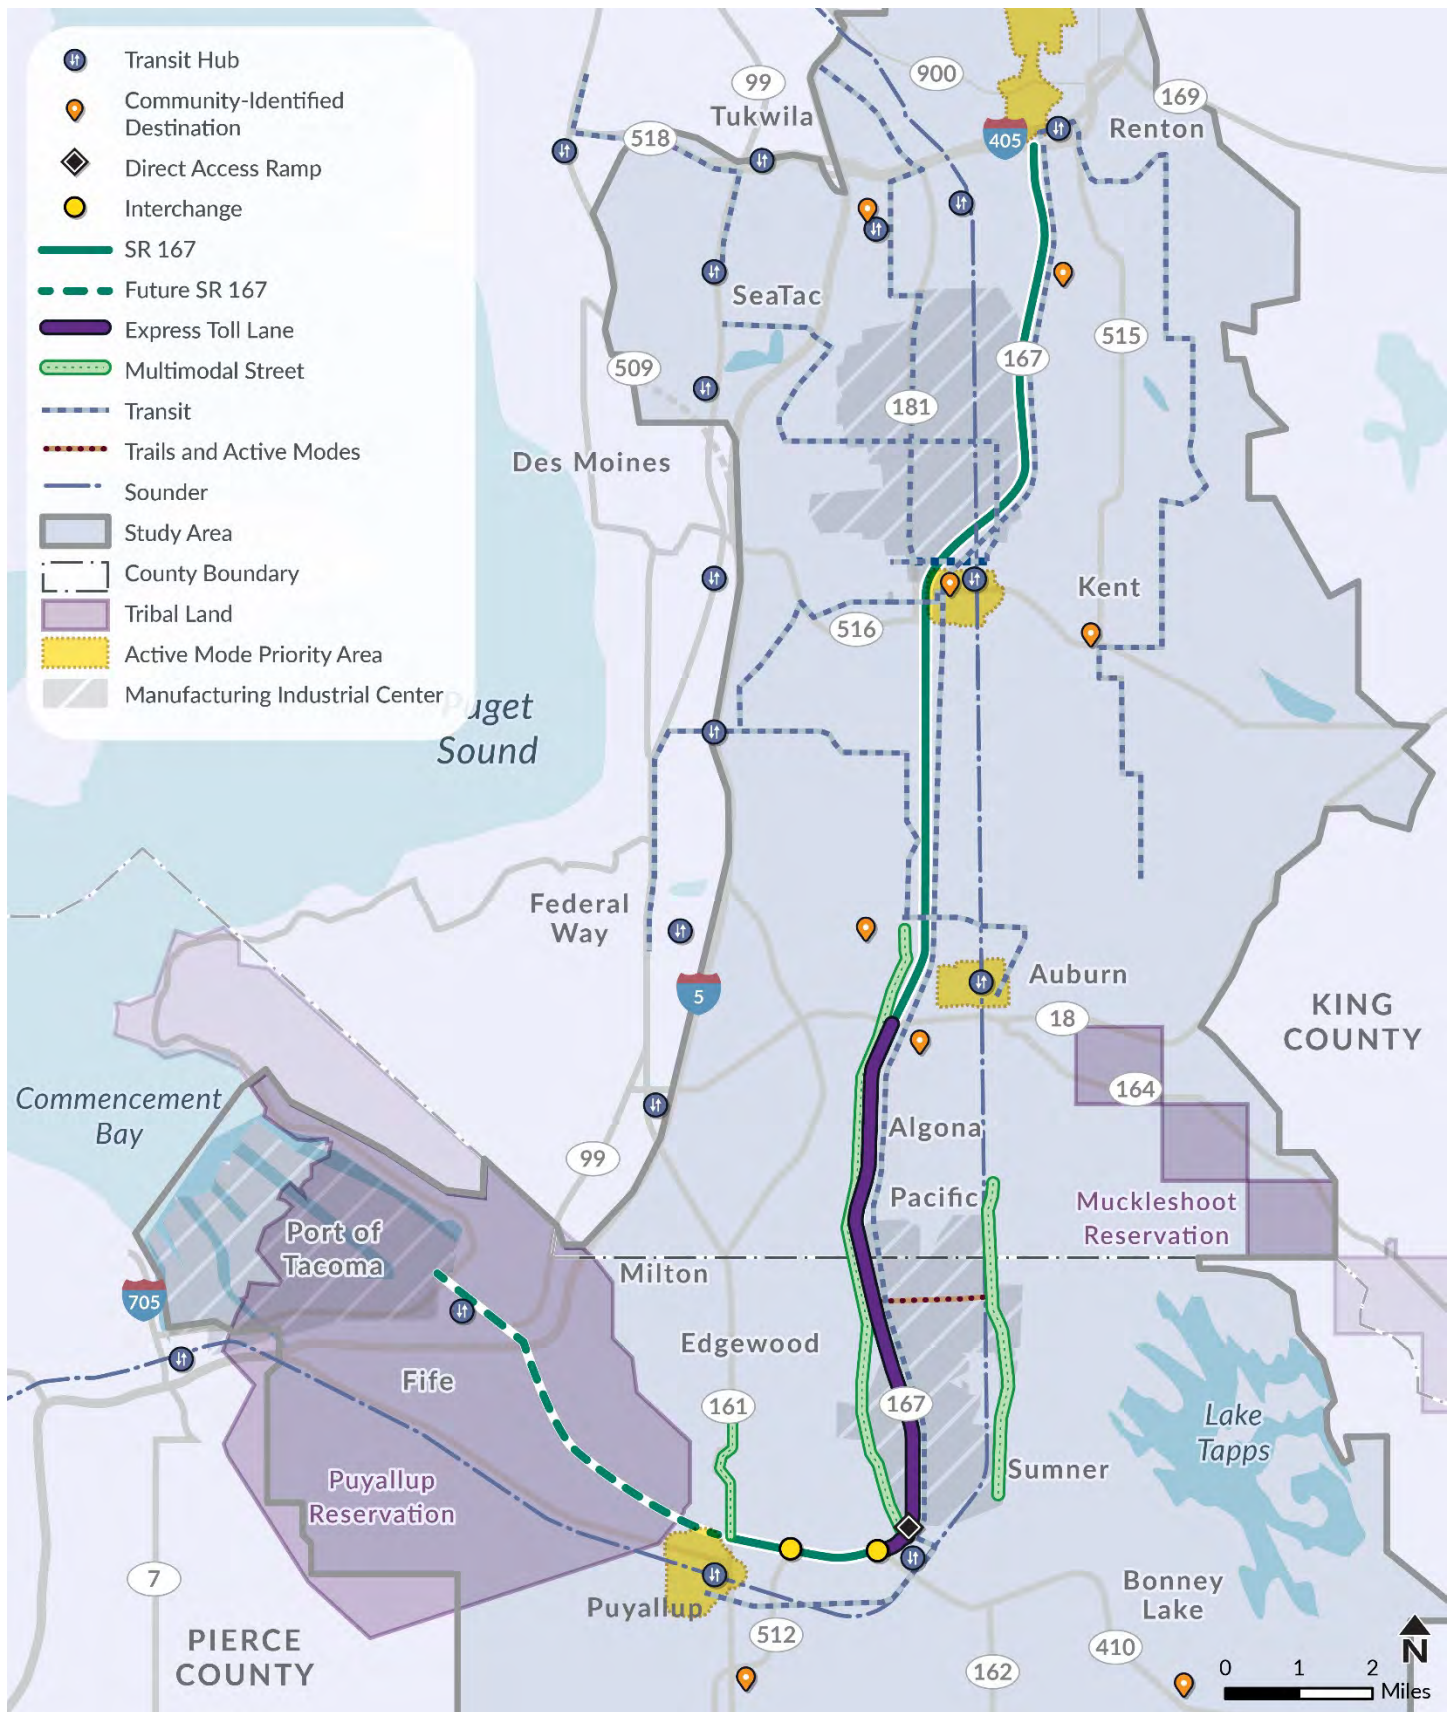 Transit Hub
Community-Identified
Destination
Direct Access Ramp
Interchange
SR 167
Future SR 167
Express Toll Lane
Multimodal Street
Transit
Trails and Active Modes
Sounder
Study Area
County Boundary
Tribal Land
Active Mode Priority Area
Manufacturing Industrial Center
99
900
169
Tukwila
Renton
518
405
SeaTac
515
167
509
181
Des Moines
Kent
516
Puget
Sound
Federal
Way
Auburn
5
KING
COUNTY
18
164
Commencement
Bay
Algona
99
Pacific
Muckleshoot
Reservation
Port of
Tacoma
Milton
705
Edgewood
Fife
161
167
Lake
Tapps
Puyallup
Reservation
Sumner
7
Bonney
Lake
Puyallup
PIERCE
COUNTY
512
410
162
N
0 1 2
Miles